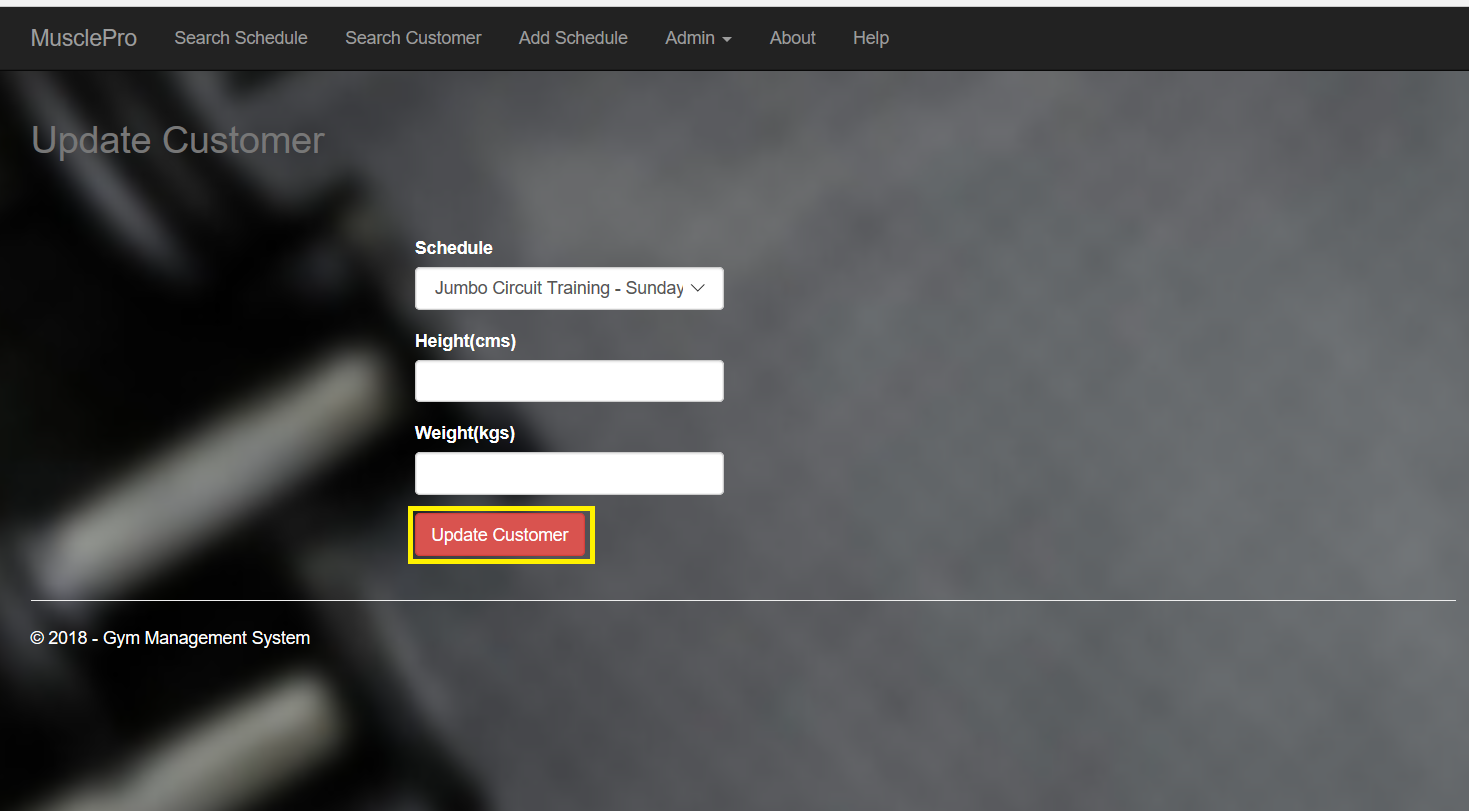 MusclePro Search Schedule Search Customer Add Schedule Admin About Help
Update Customer
Schedule
Jumbo Circuit Training - Sunday
Height(cms)
Weight(kgs)
Update Customer
© 2018 - Gym Management System